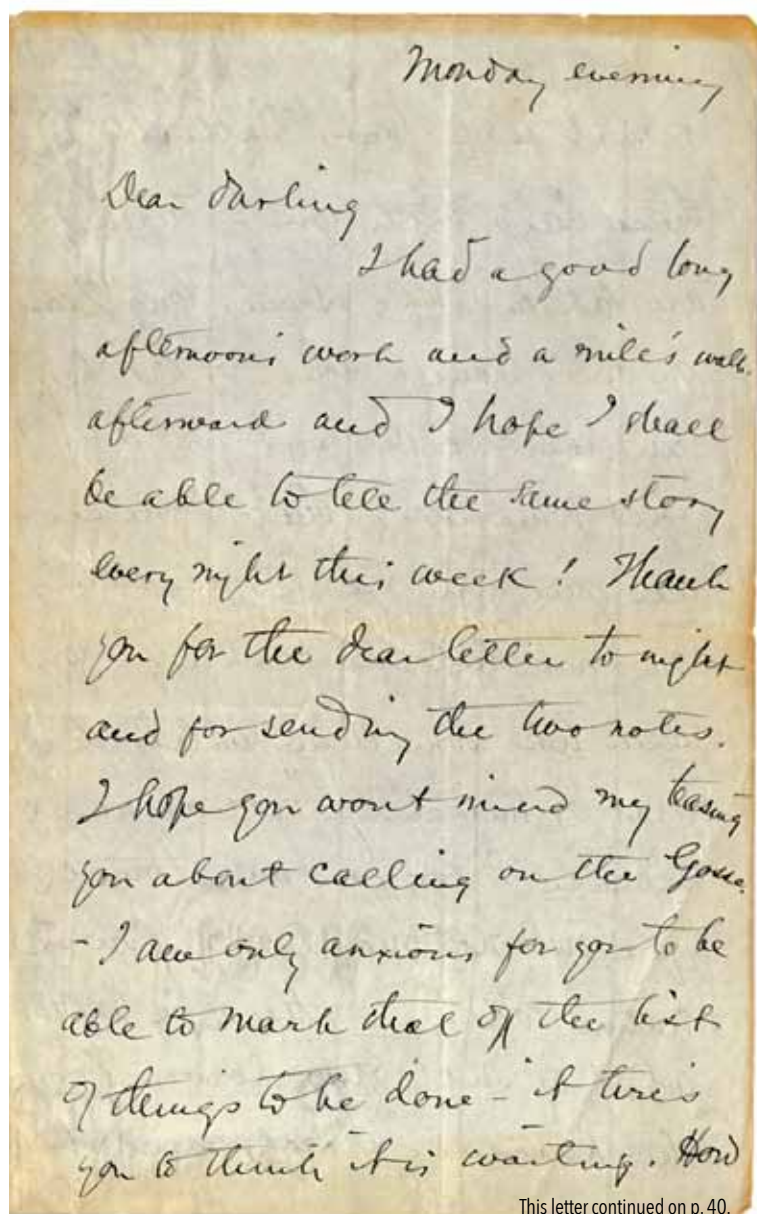 Monday evening
Dear Darling
I had a good long
afternoon's work and a mile's walk
afterward and I hope I shall
be able to tell the same story
every night this week! Thank
you for the dear letter to night
and for sending the two notes.
I hope you wont mind my teasing
you about calling on the
- I am only anxious for you to be
able to mark that off the list
of things to be done - it tires
you to think it is waiting. How
This letter continued on p. 40.